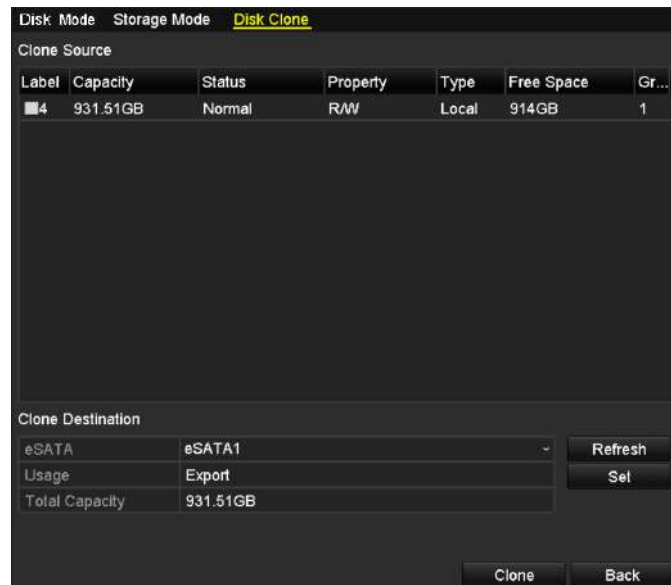 Disk Mode Storage Mode Disk Clone
Clone Source
Label Capacity Status Property Type Free Space Gr...
4 931.51GB Normal R/W Local 914GB 1
Clone Destination
eSATA eSATA1 Refresh
Usage Export Set
Total Capacity 931.51GB
Clone Back